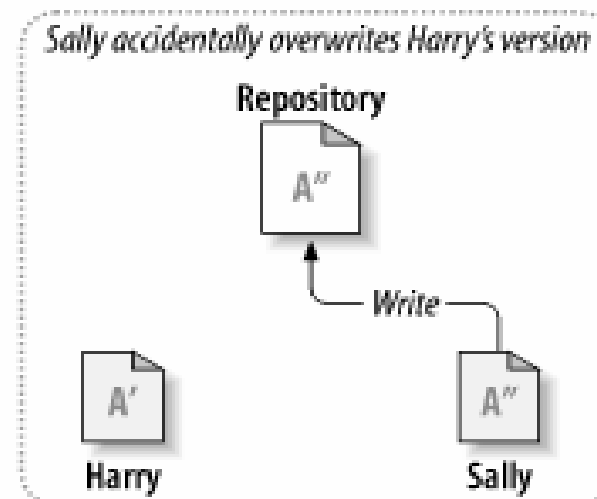 Sally accidentally overwrites Harry's version
Repository
A"
Write
A'
A"
Harry
Sally